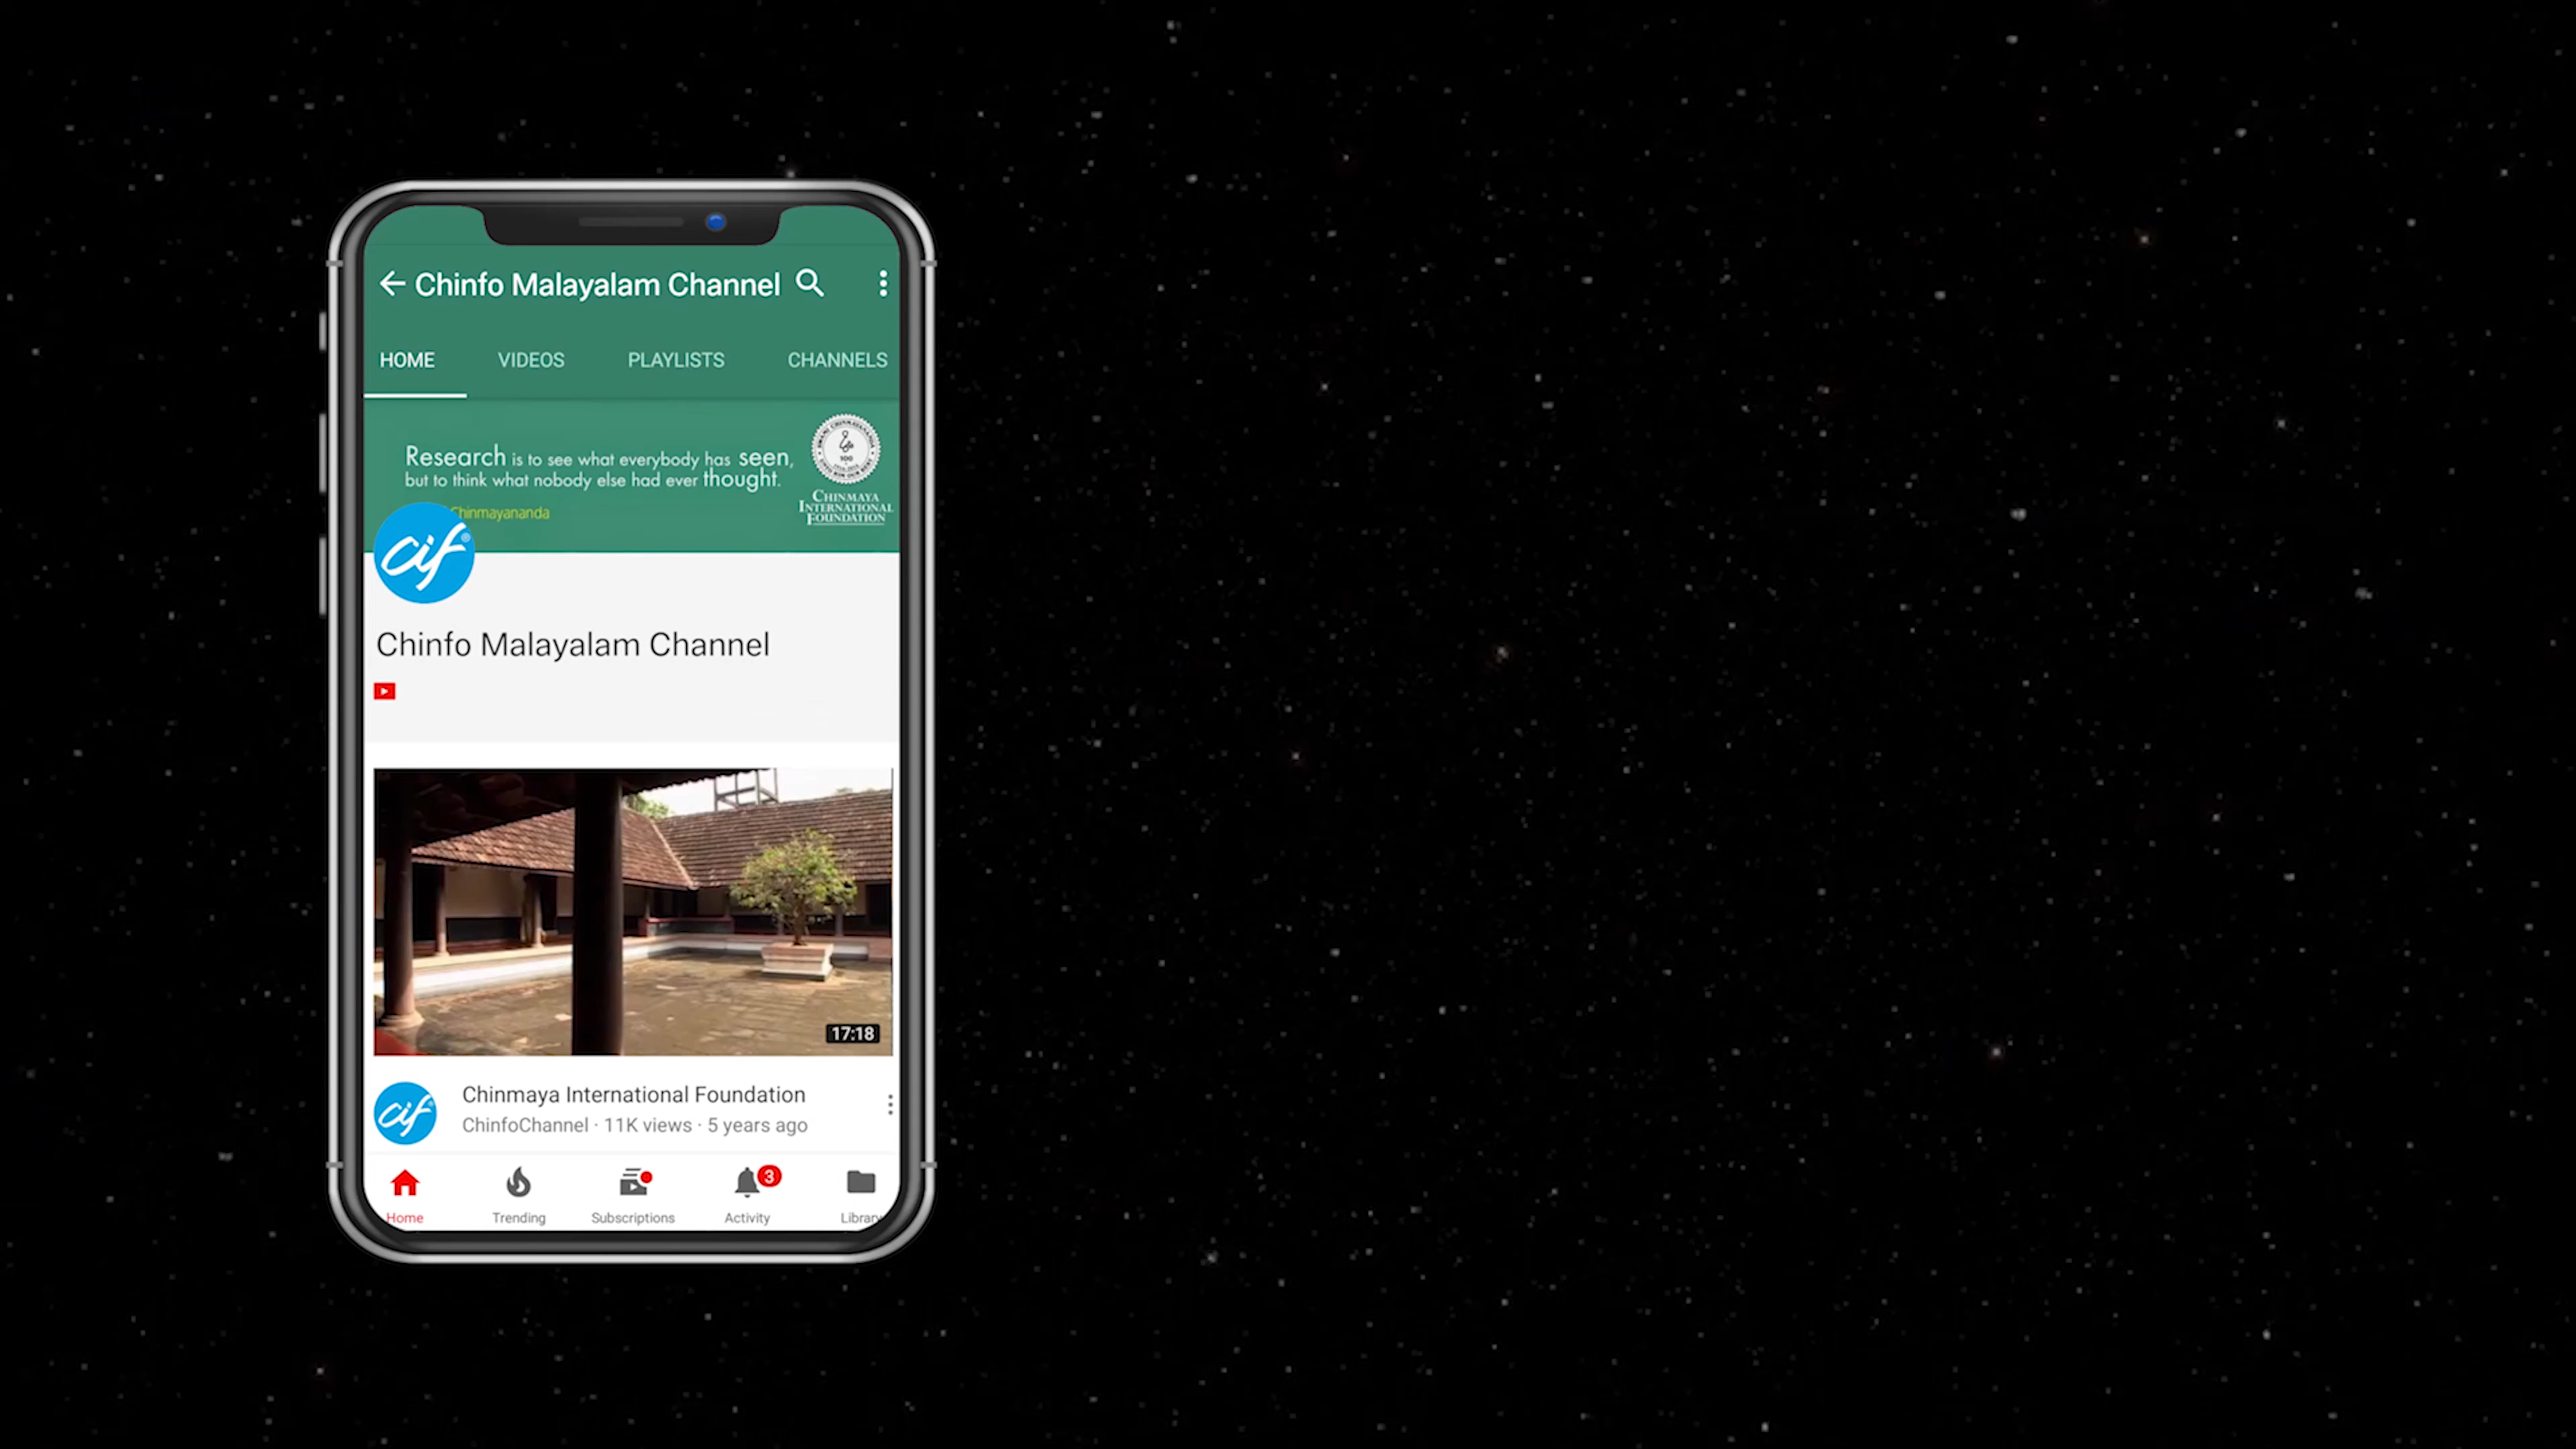 Chinfo Malayalam Channel
HOME VIDEOS PLAYLISTS CHANNELS
Research is to see what everybody has seen,
but to think what nobody else had ever thought.
Chinmayananda
100
CHINMAYA
INTERNATIONAL
FOUNDATION
cif
Chinfo Malayalam Channel
17:18
cif
Chinmaya International Foundation
ChinfoChannel · 11K views · 5 years ago
3
Home Trending Subscriptions Activity Library